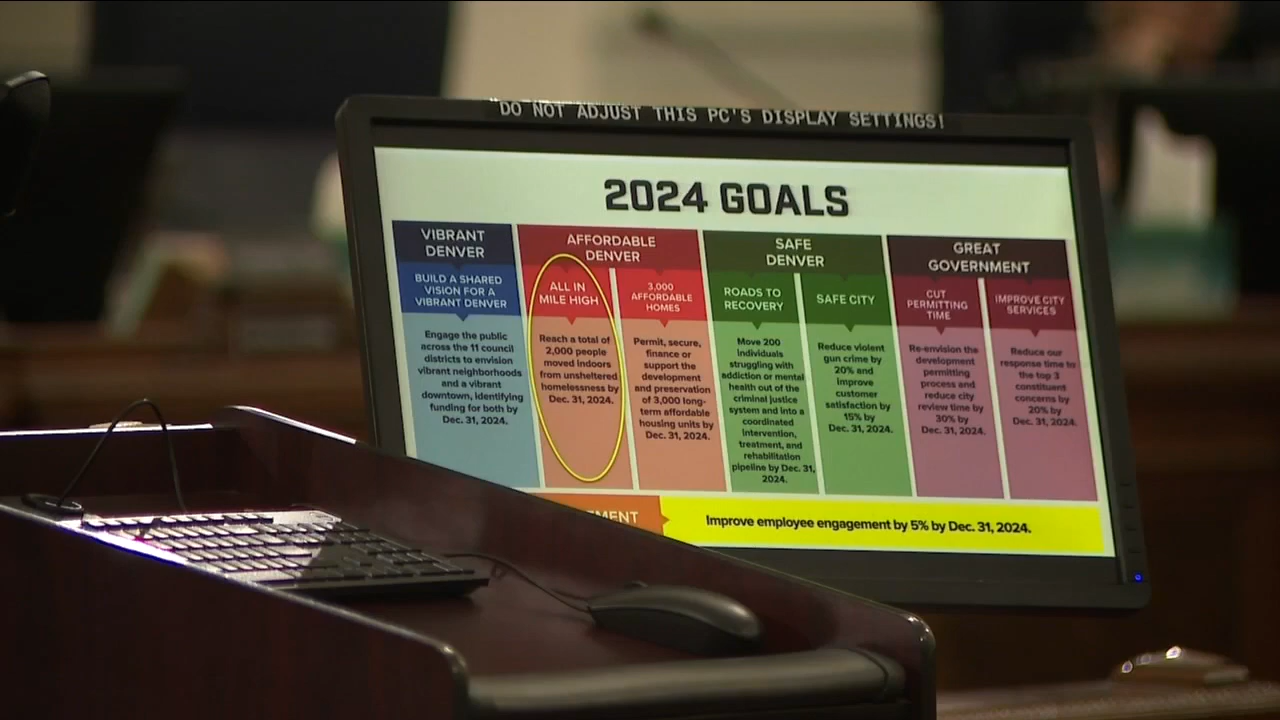 DO NOT ADJUST THIS PC'S DISPLAY SETTINGS!
2024 GOALS
VIBRANT
DENVER
BUILD A SHARED
VISION FOR A
VIBRANT DENVER
Engage the public
across the 11 council
districts to envision
vibrant neighborhoods
and a vibrant
downtown, identifying
funding for both by
Dec. 31, 2024.
AFFORDABLE
DENVER
ALL IN
MILE HIGH
Reach a total of
2,000 people
moved indoors
from unsheltered
homelessness by
Dec. 31, 2024.
3,000
AFFORDABLE
HOMES
Permit, secure,
finance or
support the
development
and preservation
of 3,000 long-
term affordable
housing units by
Dec. 31, 2024.
SAFE
DENVER
ROADS TO
RECOVERY
Move 200
individuals
struggling with
addiction or mental
health out of the
criminal justice
system and into a
coordinated
intervention,
treatment, and
rehabilitation
pipeline by Dec. 31,
2024.
SAFE CITY
Reduce violent
gun crime by
20% and
improve
customer
satisfaction by
15% by
Dec. 31, 2024.
GREAT
GOVERNMENT
CUT
PERMITTING
TIME
Re-envision the
development
permitting
process and
reduce city
review time by
30% by
Dec. 31, 2024.
IMPROVE CITY
SERVICES
Reduce our
response time to
the top 3
constituent
concerns by
20% by
Dec. 31, 2024.
EMENT
Improve employee engagement by 5% by Dec. 31, 2024.